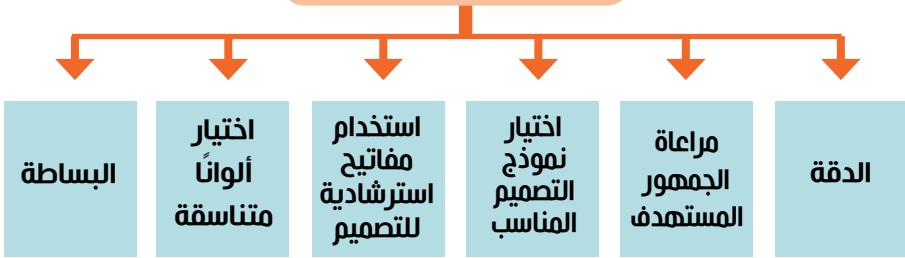 الدقة
مراعاة
الجمهور
المستهدف
اختيار
نموذج
التصميم
المناسب
استخدام
مفاتيح
استرشادية
للتصميم
اختيار
ألوانًا
متناسقة
البساطة